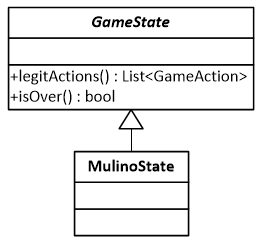 GameState
+legitActions() : List<GameAction>
+isOver() : bool
MulinoState